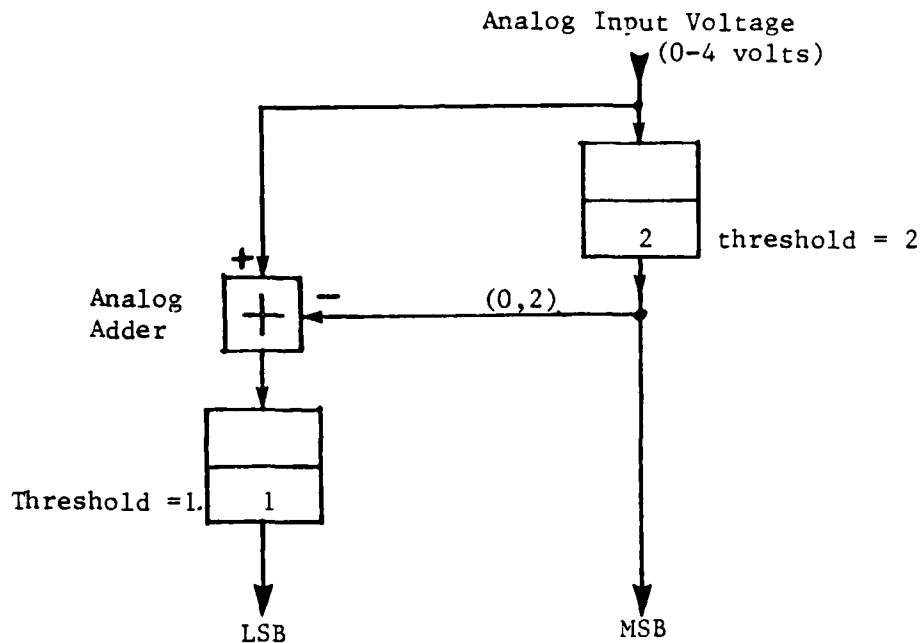 Analog Input Voltage
(0-4 volts)
2
threshold = 2
+
−
(0,2)
Analog
Adder
+
Threshold =1.
1
LSB
MSB